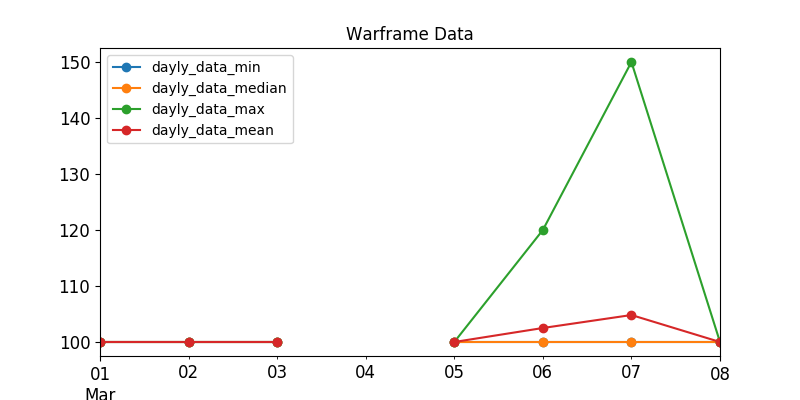 Warframe Data
dayly_data_min
dayly_data_median
dayly_data_max
dayly_data_mean
150
140
130
120
110
100
01 02 03 04 05 06 07 08
Mar